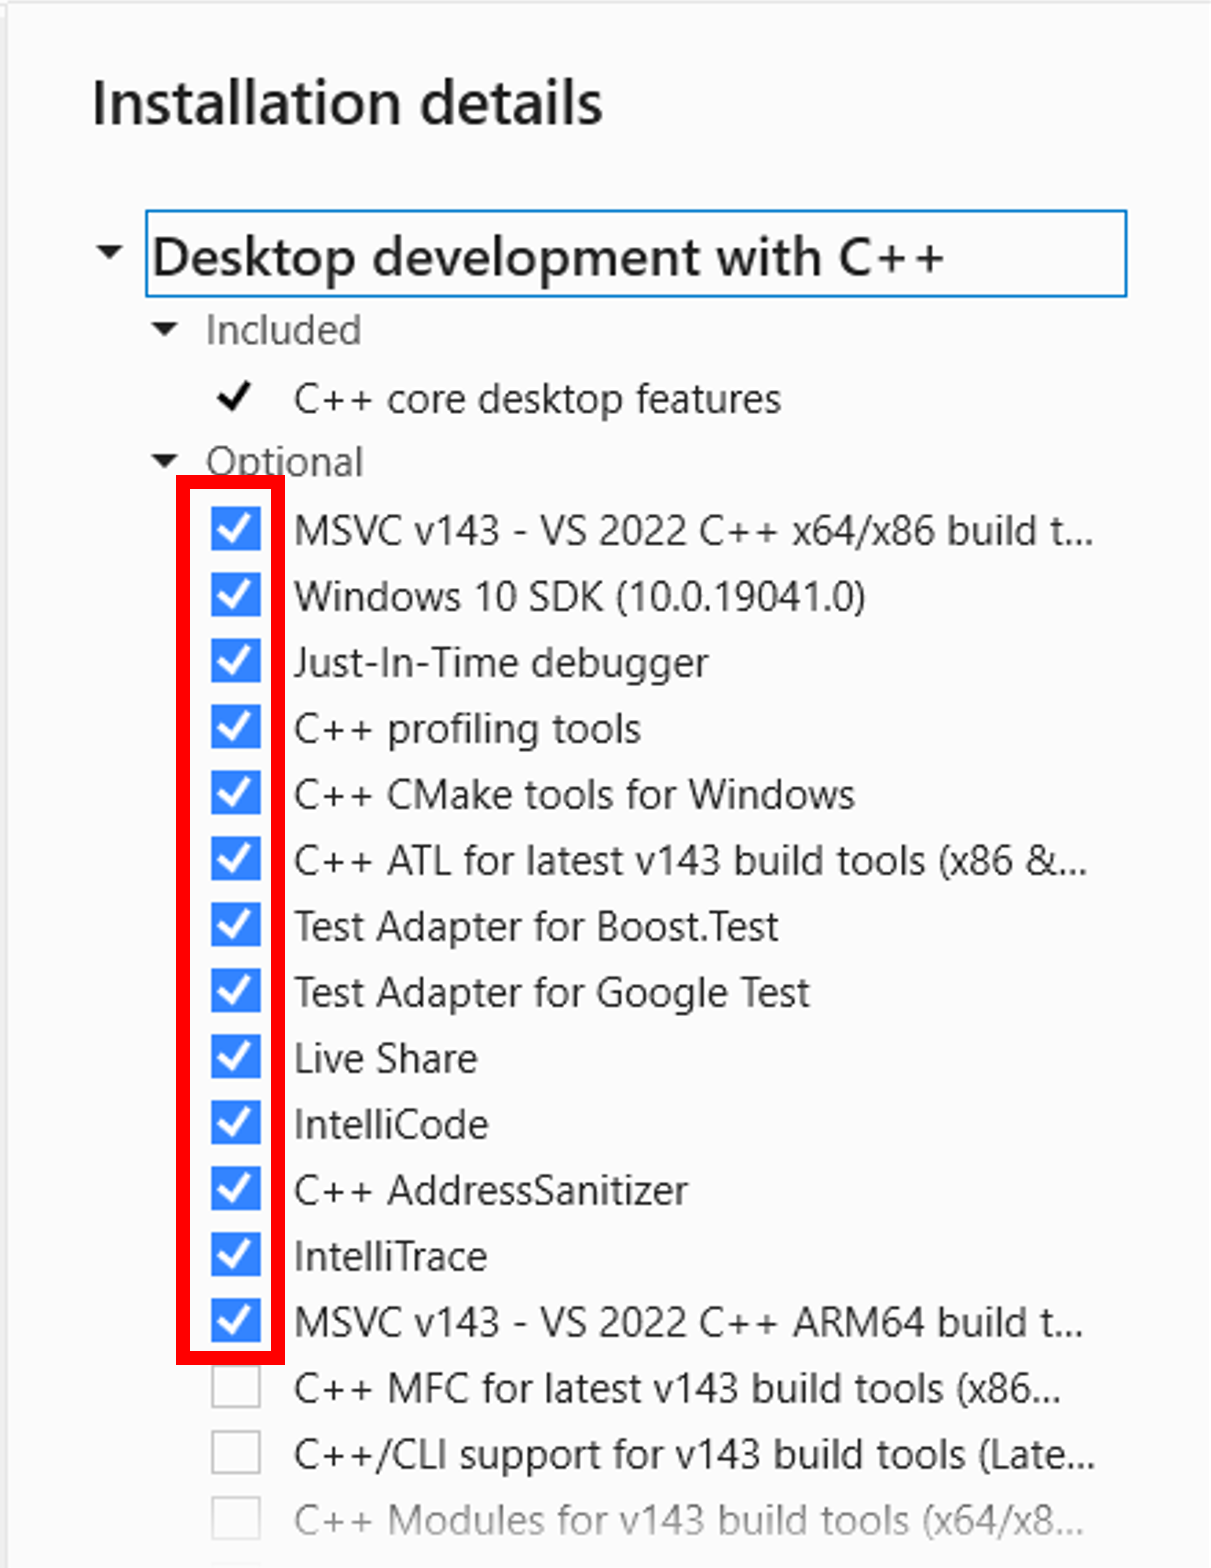 Installation details
Desktop development with C++
Included
C++ core desktop features
Optional
MSVC v143 - VS 2022 C++ x64/x86 build t...
Windows 10 SDK (10.0.19041.0)
Just-In-Time debugger
C++ profiling tools
C++ CMake tools for Windows
C++ ATL for latest v143 build tools (x86 &...
Test Adapter for Boost.Test
Test Adapter for Google Test
Live Share
IntelliCode
C++ AddressSanitizer
IntelliTrace
MSVC v143 - VS 2022 C++ ARM64 build t...
C++ MFC for latest v143 build tools (x86...
C++/CLI support for v143 build tools (Late...
C++ Modules for v143 build tools (x64/x8...